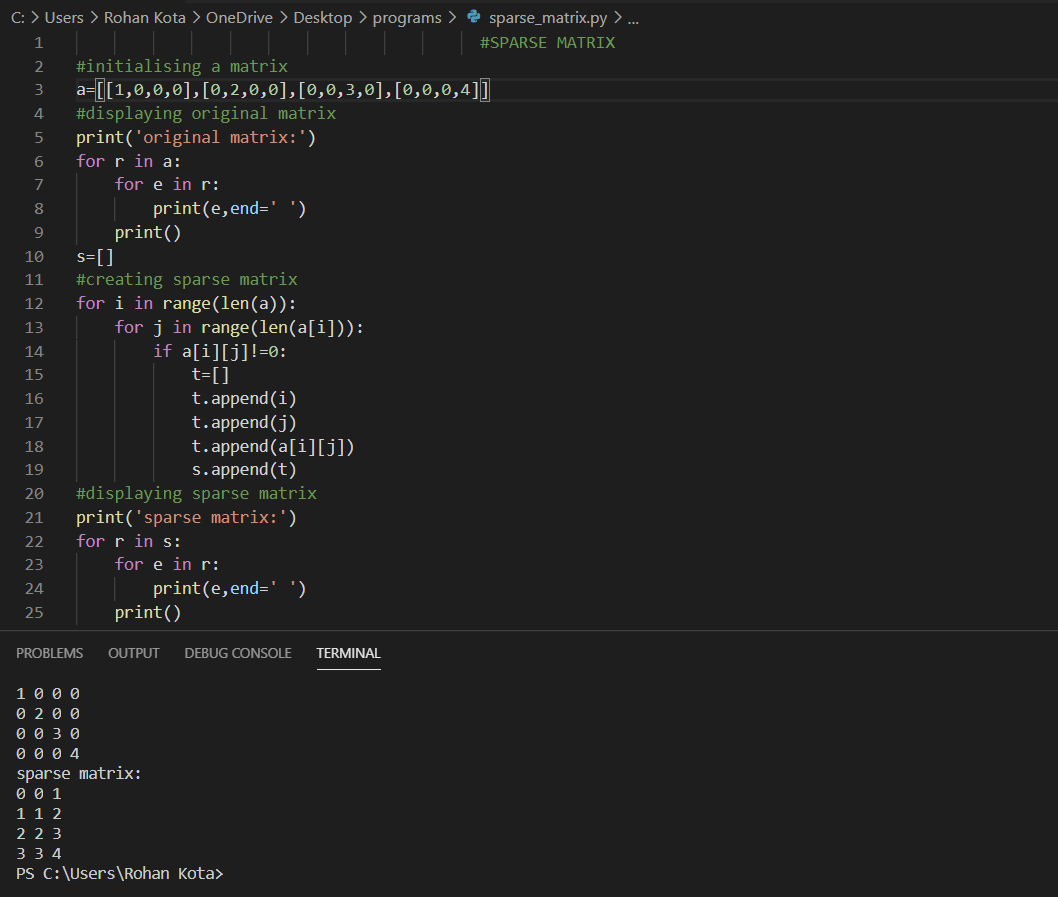 C: > Users > Rohan Kota > OneDrive > Desktop > programs > sparse_matrix.py > ...
1                                          #SPARSE MATRIX
2 #initialising a matrix
3 a=[[1,0,0,0],[0,2,0,0],[0,0,3,0],[0,0,0,4]]
4 #displaying original matrix
5 print('original matrix:')
6 for r in a:
7     for e in r:
8         print(e,end=' ')
9     print()
10 s=[]
11 #creating sparse matrix
12 for i in range(len(a)):
13     for j in range(len(a[i])):
14         if a[i][j]!=0:
15             t=[]
16             t.append(i)
17             t.append(j)
18             t.append(a[i][j])
19             s.append(t)
20 #displaying sparse matrix
21 print('sparse matrix:')
22 for r in s:
23     for e in r:
24         print(e,end=' ')
25     print()
PROBLEMS OUTPUT DEBUG CONSOLE TERMINAL
1 0 0 0
0 2 0 0
0 0 3 0
0 0 0 4
sparse matrix:
0 0 1
1 1 2
2 2 3
3 3 4
PS C:\Users\Rohan Kota>